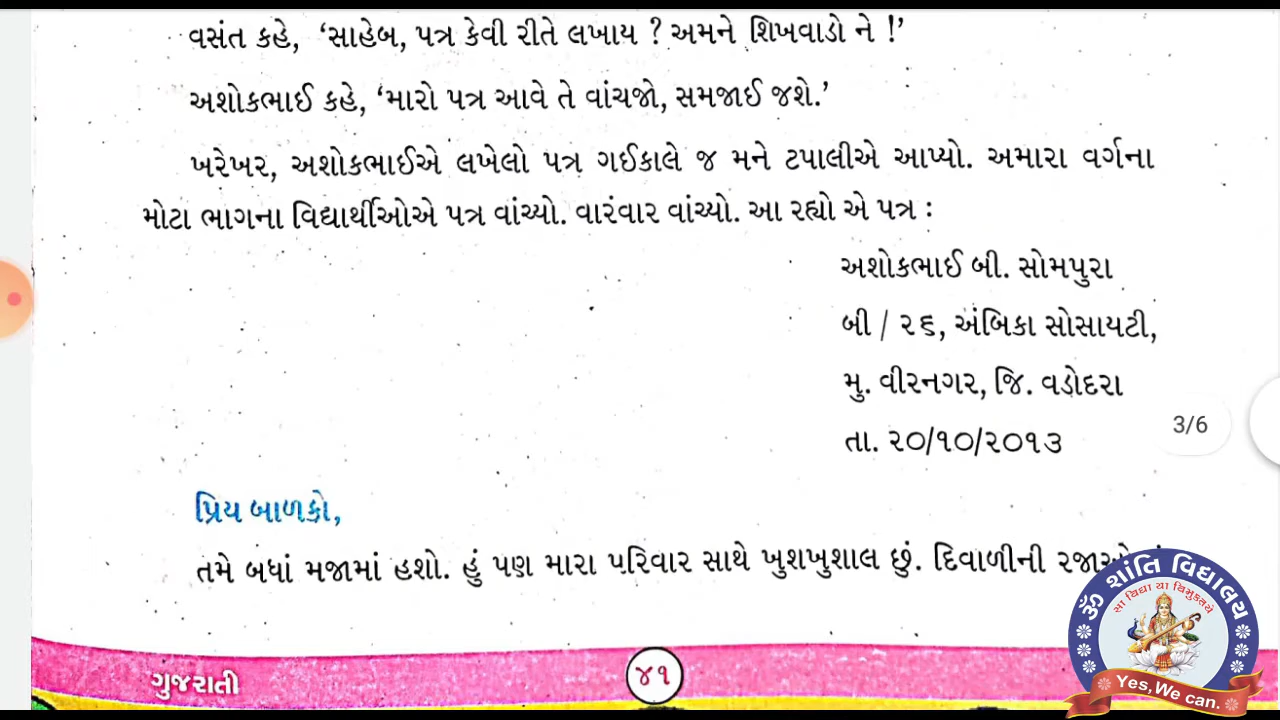 વસંત કહે, ‘સાહેબ, પત્ર કેવી રીતે લખાય ? અમને શિખવાડો ને !’
અશોકભાઈ કહે, ‘મારો પત્ર આવે તે વાંચજો, સમજાઈ જશે.’
ખરેખર, અશોકભાઈએ લખેલો પત્ર ગઈકાલે જ મને ટપાલીએ આપ્યો. અમારા વર્ગના
મોટા ભાગના વિદ્યાર્થીઓએ પત્ર વાંચ્યો. વારંવાર વાંચ્યો. આ રહ્યો એ પત્ર :
અશોકભાઈ બી. સોમપુરા
બી / ૨૬, અંબિકા સોસાયટી,
મુ. વીરનગર, જિ. વડોદરા
તા. ૨૦/૧૦/૨૦૧૩
3/6
પ્રિય બાળકો,
તમે બધાં મજામાં હશો. હું પણ મારા પરિવાર સાથે ખુશખુશાલ છું. દિવાળીની
ૐ શાંતિ વિદ્યાલય
સા વિદ્યા યા વિમુક્તયે
Yes, We can.
ગુજરાતી
૪૧